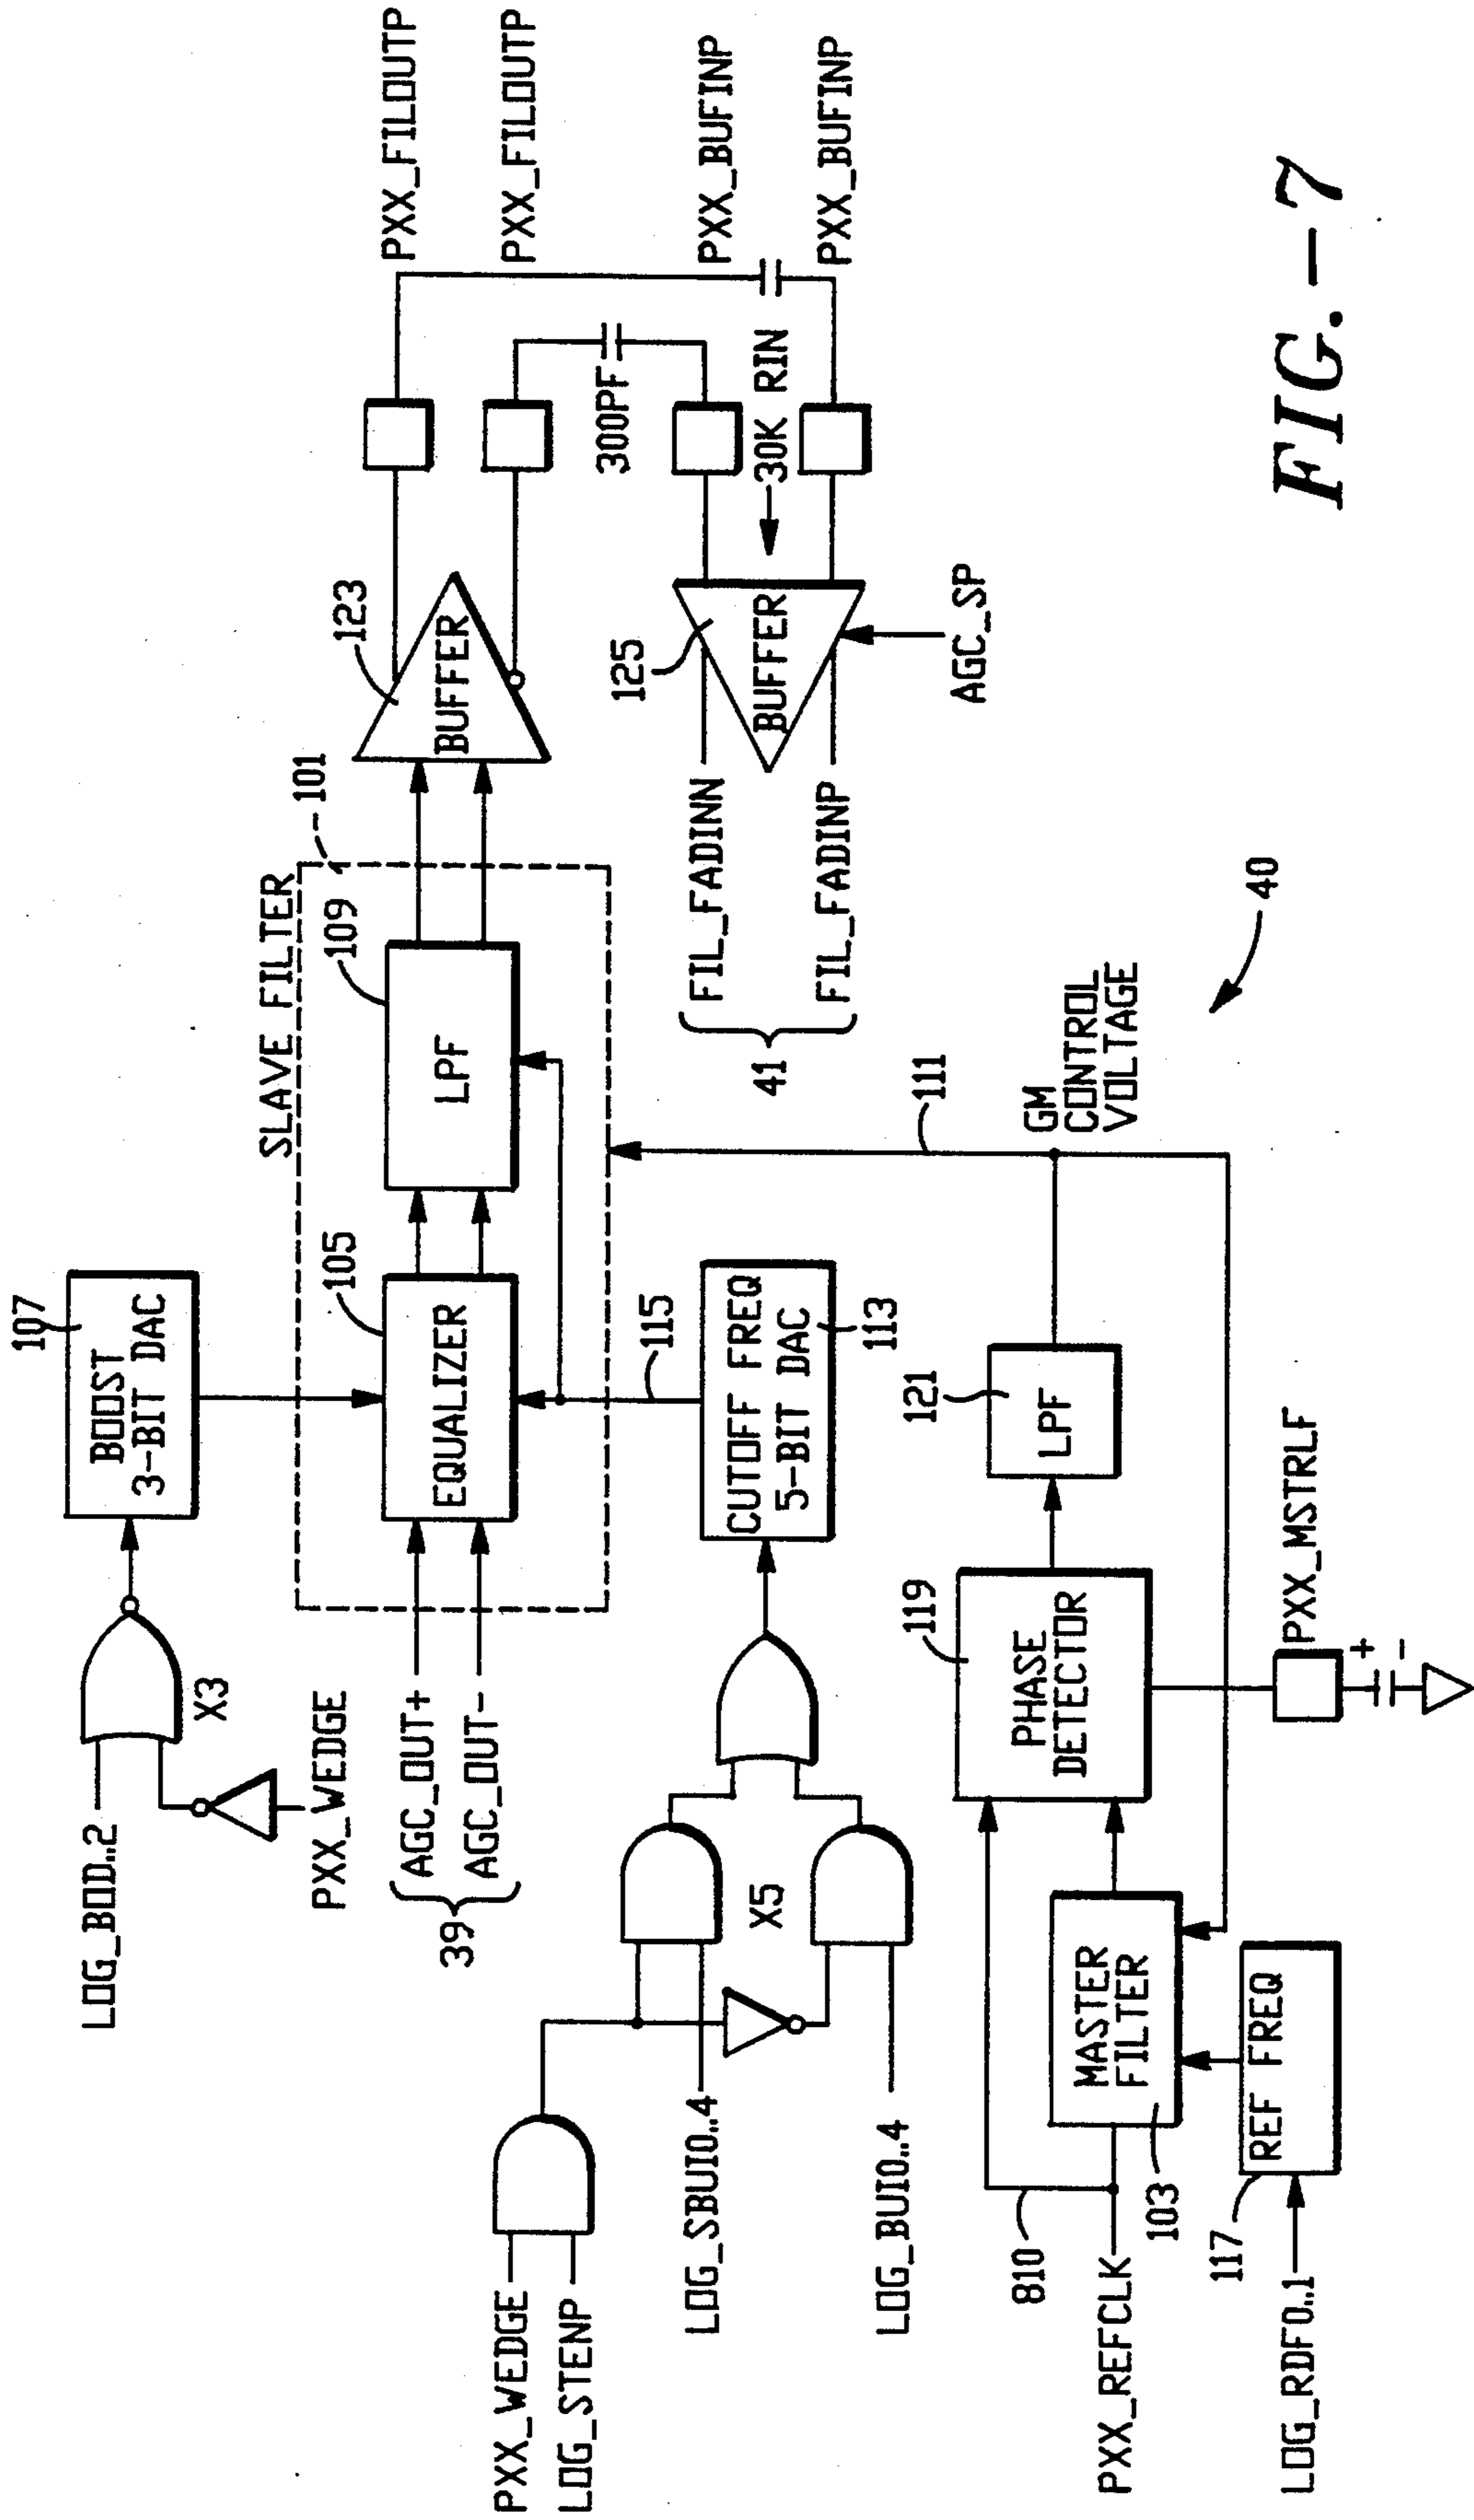 107
BOOST
3-BIT DAC
LOG_BOD..2
X3
PXX_WEDGE
SLAVE FILTER
101
105
EQUALIZER
109
LPF
123
BUFFER
PXX_FILOUTP
PXX_FILOUTP
300PF
PXX_BUFINP
PXX_BUFINP
30K RIN
125
BUFFER
AGC_SP
FIL_FADINN
FIL_FADINP
41
AGC_OUT+
AGC_OUT-
39
115
CUTOFF FREQ
5-BIT DAC
113
X5
PXX_WEDGE
LOG_STENP
LOG_SBUI0..4
LOG_BUI0..4
111
GM
CONTROL
VOLTAGE
40
121
LPF
119
PHASE
DETECTOR
PXX_MSTRLF
+
-
MASTER
FILTER
103
810
PXX_REFCLK
REF FREQ
117
LOG_RDF0..1
FIG.-7